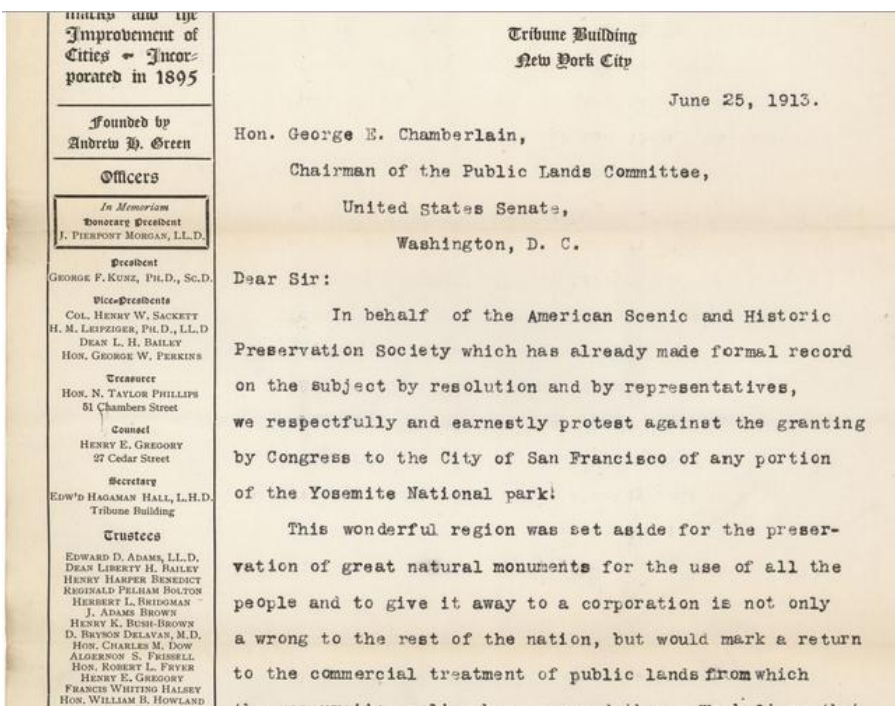 Improvement of
Cities Incor-
porated in 1895
Founded by
Andrew H. Green
Officers
In Memoriam
Honorary President
J. PIERPONT MORGAN, LL.D.
President
GEORGE F. KUNZ, PH.D., SC.D.
Vice-Presidents
COL. HENRY W. SACKETT
H. M. LEIPZIGER, PH.D., LL.D
DEAN L. H. BAILEY
HON. GEORGE W. PERKINS
Treasurer
HON. N. TAYLOR PHILLIPS
51 Chambers Street
Counsel
HENRY E. GREGORY
27 Cedar Street
Secretary
EDW'D HAGAMAN HALL, L.H.D.
Tribune Building
Trustees
EDWARD D. ADAMS, LL.D.
DEAN LIBERTY H. BAILEY
HENRY HARPER BENEDICT
REGINALD PELHAM BOLTON
HERBERT L. BRIDGMAN
J. ADAMS BROWN
HENRY K. BUSH-BROWN
D. BRYSON DELAVAN, M.D.
HON. CHARLES M. DOW
ALGERNON S. FRISSELL
HON. ROBERT L. FRYER
HENRY E. GREGORY
FRANCIS WHITING HALSEY
HON. WILLIAM B. HOWLAND
Tribune Building
New York City
June 25, 1913.
Hon. George E. Chamberlain,
Chairman of the Public Lands Committee,
United States Senate,
Washington, D. C.
Dear Sir:
In behalf of the American Scenic and Historic
Preservation Society which has already made formal record
on the subject by resolution and by representatives,
we respectfully and earnestly protest against the granting
by Congress to the City of San Francisco of any portion
of the Yosemite National park!
This wonderful region was set aside for the preser-
vation of great natural monuments for the use of all the
people and to give it away to a corporation is not only
a wrong to the rest of the nation, but would mark a return
to the commercial treatment of public lands from which